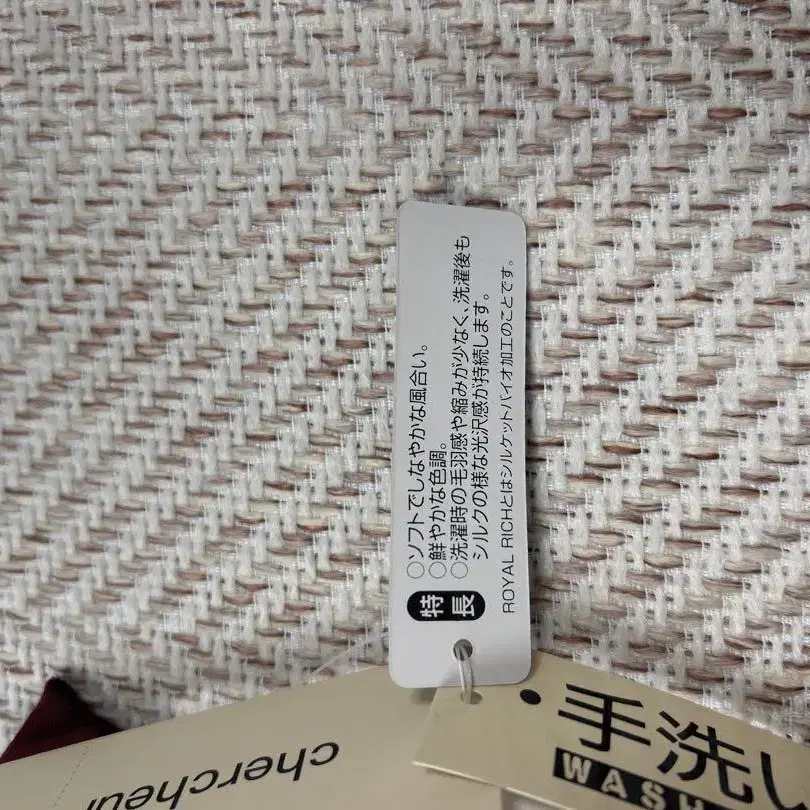 特長
○ソフトでしなやかな風合い。
○鮮やかな色調。
○洗濯時の毛羽感や縮みが少なく、洗濯後も
シルクの様な光沢感が持続します。
ROYAL RICHとはシルケットバイオ加工のことです。
chercheur
手洗い
WASH